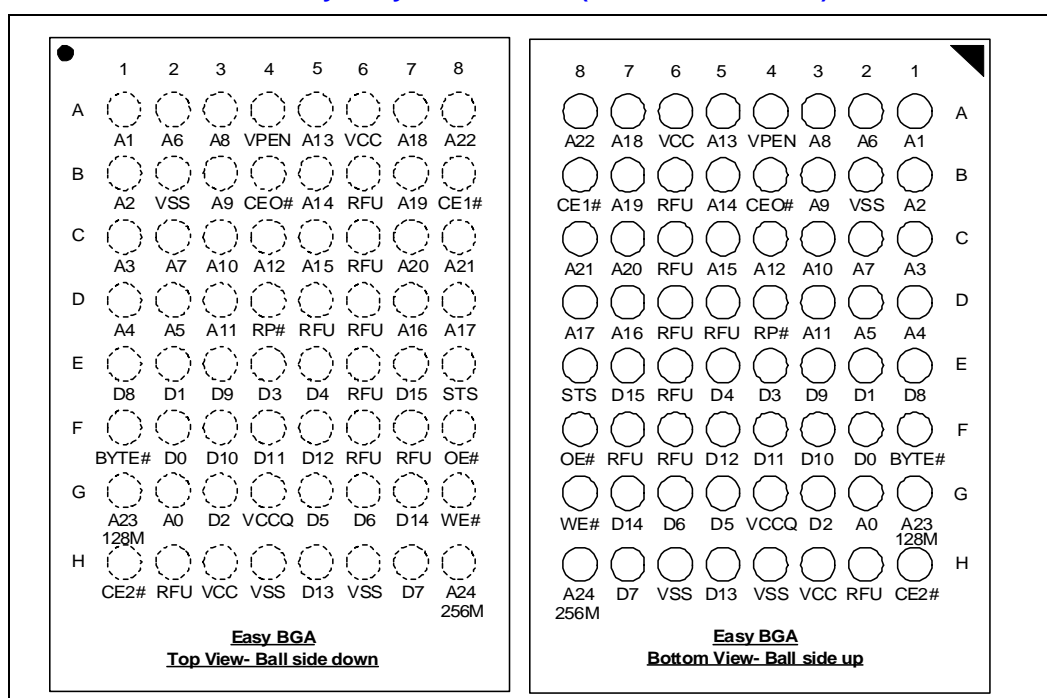 1 2 3 4 5 6 7 8
A
A1 A6 A8 VPEN A13 VCC A18 A22
B
A2 VSS A9 CEO# A14 RFU A19 CE1#
C
A3 A7 A10 A12 A15 RFU A20 A21
D
A4 A5 A11 RP# RFU RFU A16 A17
E
D8 D1 D9 D3 D4 RFU D15 STS
F
BYTE# D0 D10 D11 D12 RFU RFU OE#
G
A23 A0 D2 VCCQ D5 D6 D14 WE#
128M
H
CE2# RFU VCC VSS D13 VSS D7 A24
256M
Easy BGA
Top View- Ball side down
8 7 6 5 4 3 2 1
A
A22 A18 VCC A13 VPEN A8 A6 A1
B
CE1# A19 RFU A14 CEO# A9 VSS A2
C
A21 A20 RFU A15 A12 A10 A7 A3
D
A17 A16 RFU RFU RP# A11 A5 A4
E
STS D15 RFU D4 D3 D9 D1 D8
F
OE# RFU RFU D12 D11 D10 D0 BYTE#
G
WE# D14 D6 D5 VCCQ D2 A0 A23
128M
H
A24 D7 VSS D13 VSS VCC RFU CE2#
256M
Easy BGA
Bottom View- Ball side up